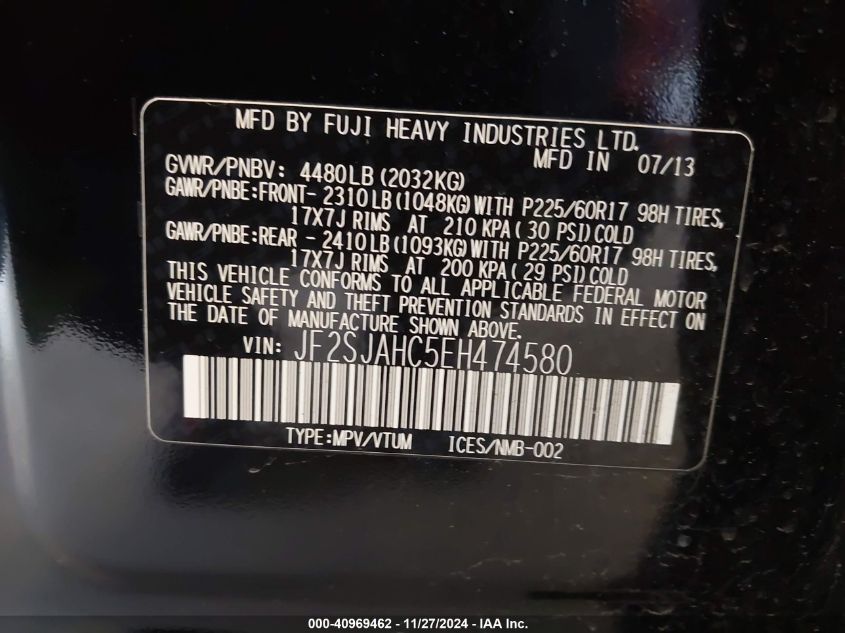 MFD BY FUJI HEAVY INDUSTRIES LTD.
MFD IN 07/13
GVWR/PNBV: 4480LB(2032KG)
GAWR/PNBE:FRONT- 2310LB(1048KG)WITH P225/60R17 98H TIRES,
17X7J RIMS AT 210 KPA(30 PSI)COLD
GAWR/PNBE:REAR - 2410LB(1093KG)WITH P225/60R17 98H TIRES,
17X7J RIMS AT 200 KPA(29 PSI)COLD
THIS VEHICLE CONFORMS TO ALL APPLICABLE FEDERAL MOTOR
VEHICLE SAFETY AND THEFT PREVENTION STANDARDS IN EFFECT ON
THE DATE OF MANUFACTURE SHOWN ABOVE.
VIN: JF2SJAHC5EH474580
TYPE:MPV/VTUM ICES/NMB-002
000-40969462 - 11/27/2024 - IAA Inc.